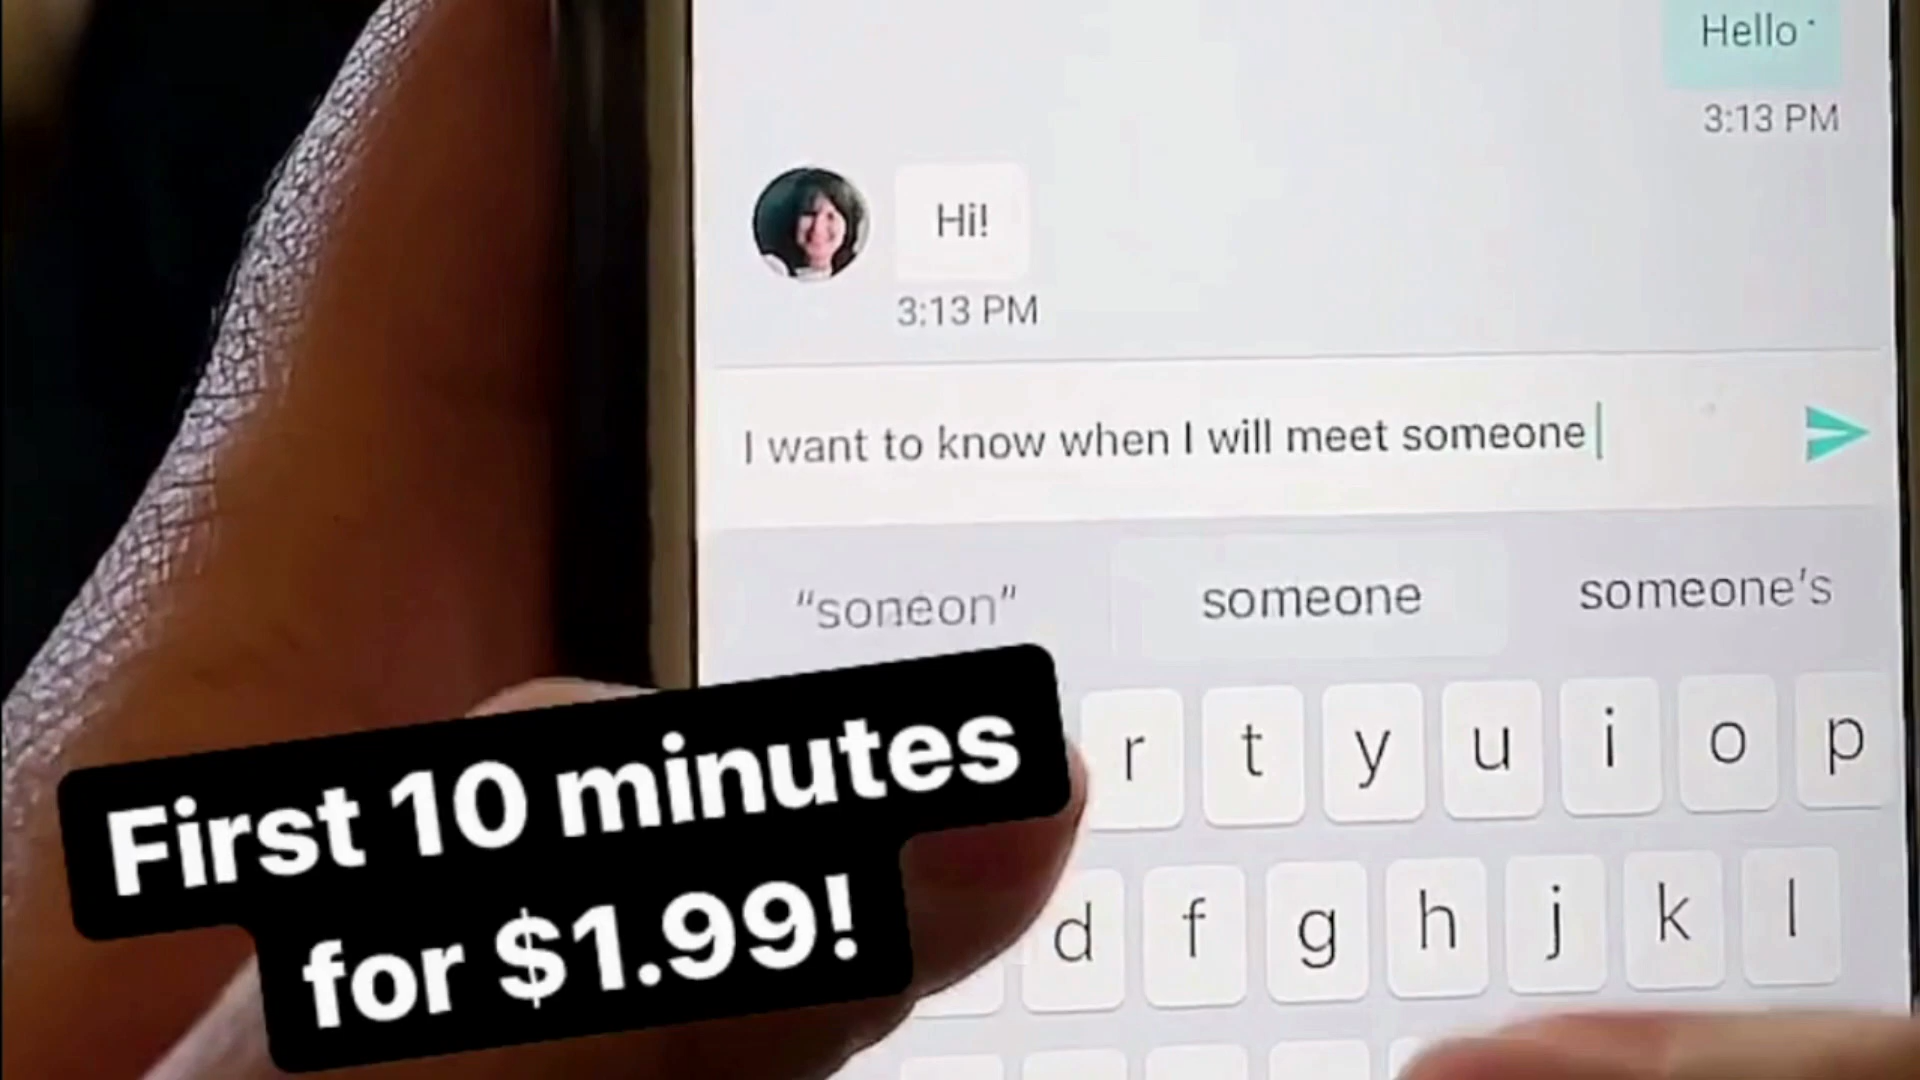 Hello
3:13 PM
Hi!
3:13 PM
I want to know when I will meet someone
"soneon" someone someone's
r t y u i o p
d f g h j k l
First 10 minutes
for $1.99!